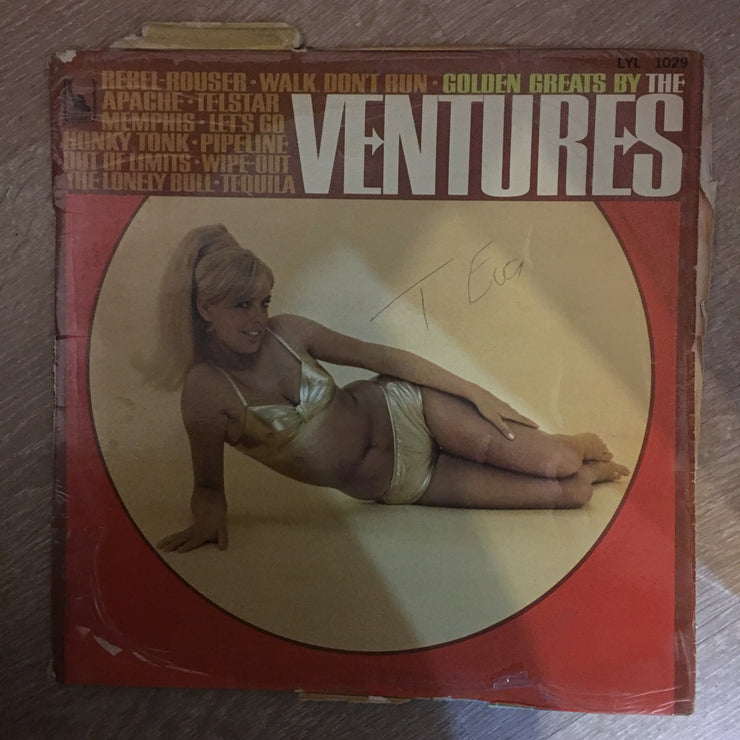 LYL 1029
REBEL-ROUSER · WALK, DON'T RUN · GOLDEN GREATS BY THE
APACHE · TELSTAR
MEMPHIS · LET'S GO
HONKY TONK · PIPELINE
OUT OF LIMITS · WIPE-OUT
THE LONELY BULL · TEQUILA
VENTURES
T Eva